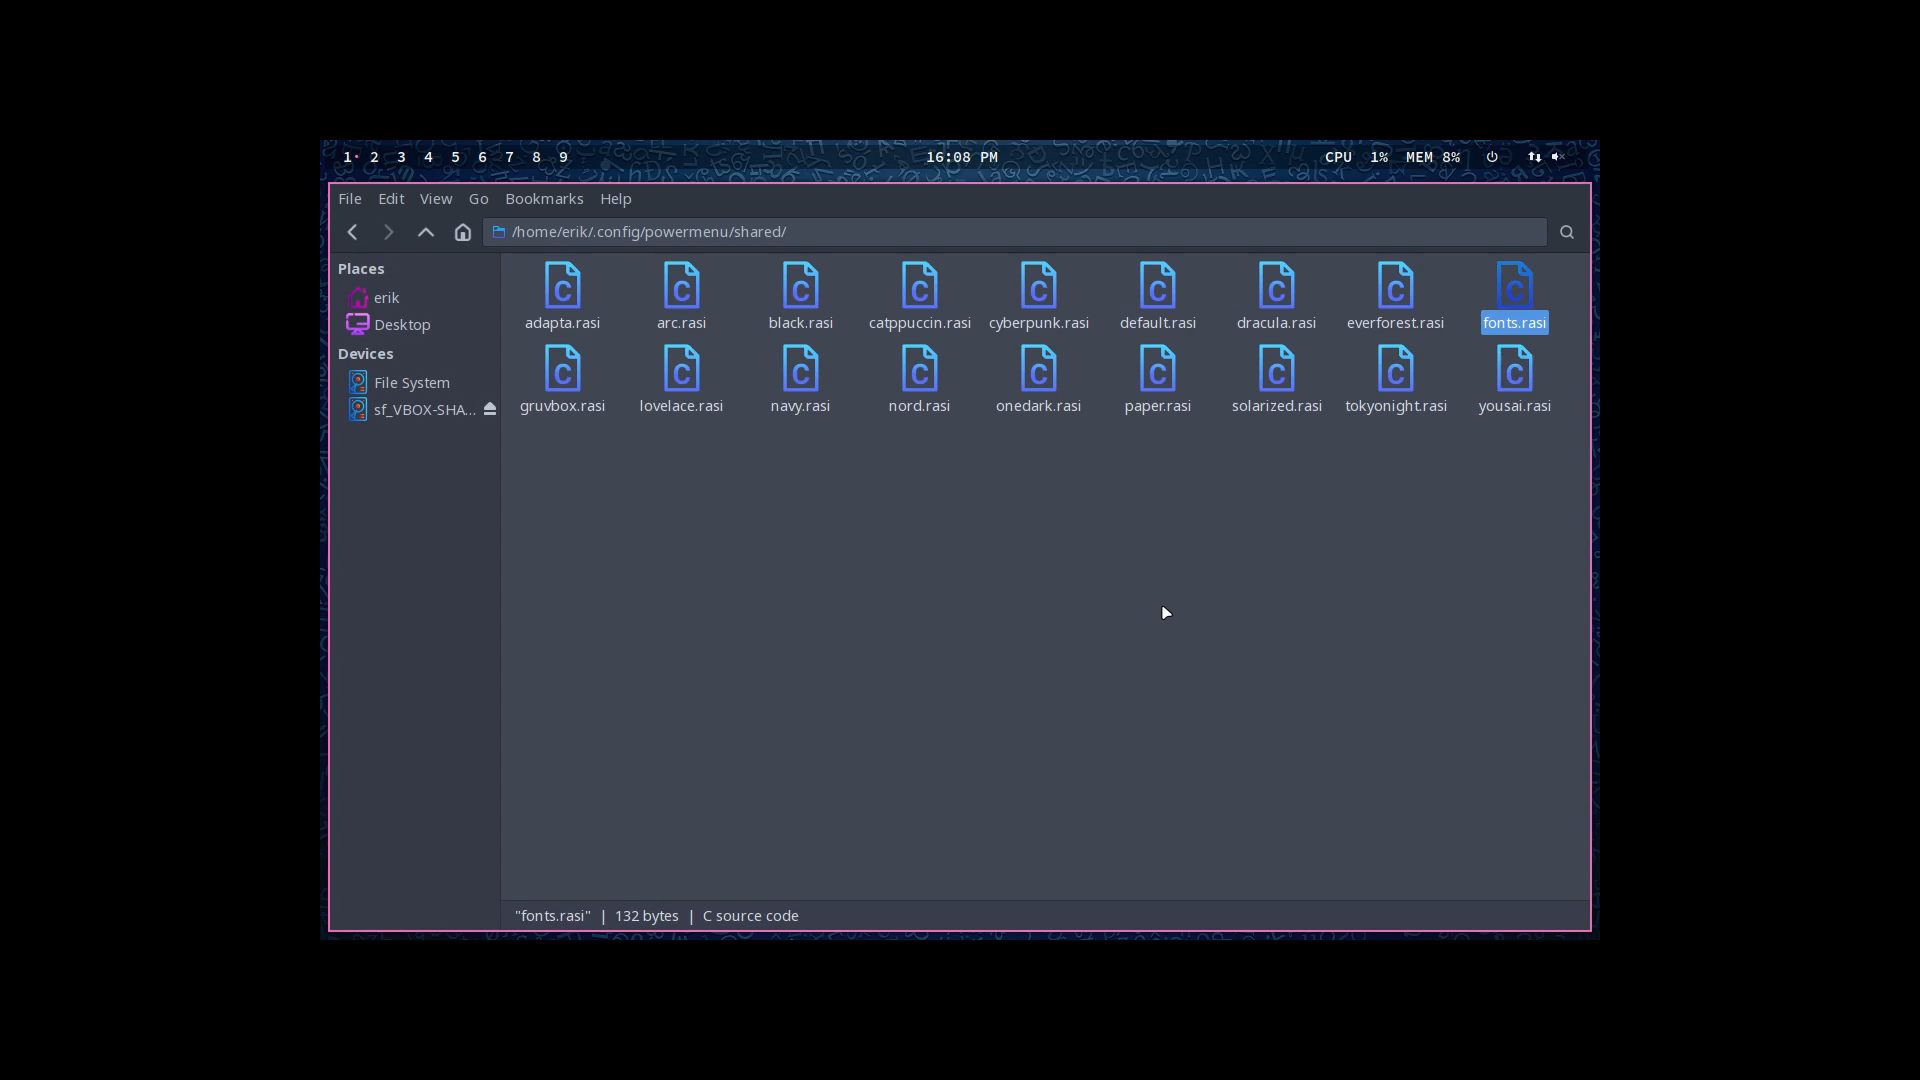 1 2 3 4 5 6 7 8 9 16:08 PM CPU 1% MEM 8%
File Edit View Go Bookmarks Help
/home/erik/.config/powermenu/shared/
Places
erik
Desktop
Devices
File System
sf_VBOX-SHA...
adapta.rasi arc.rasi black.rasi catppuccin.rasi cyberpunk.rasi default.rasi dracula.rasi everforest.rasi fonts.rasi
gruvbox.rasi lovelace.rasi navy.rasi nord.rasi onedark.rasi paper.rasi solarized.rasi tokyonight.rasi yousai.rasi
"fonts.rasi" | 132 bytes | C source code